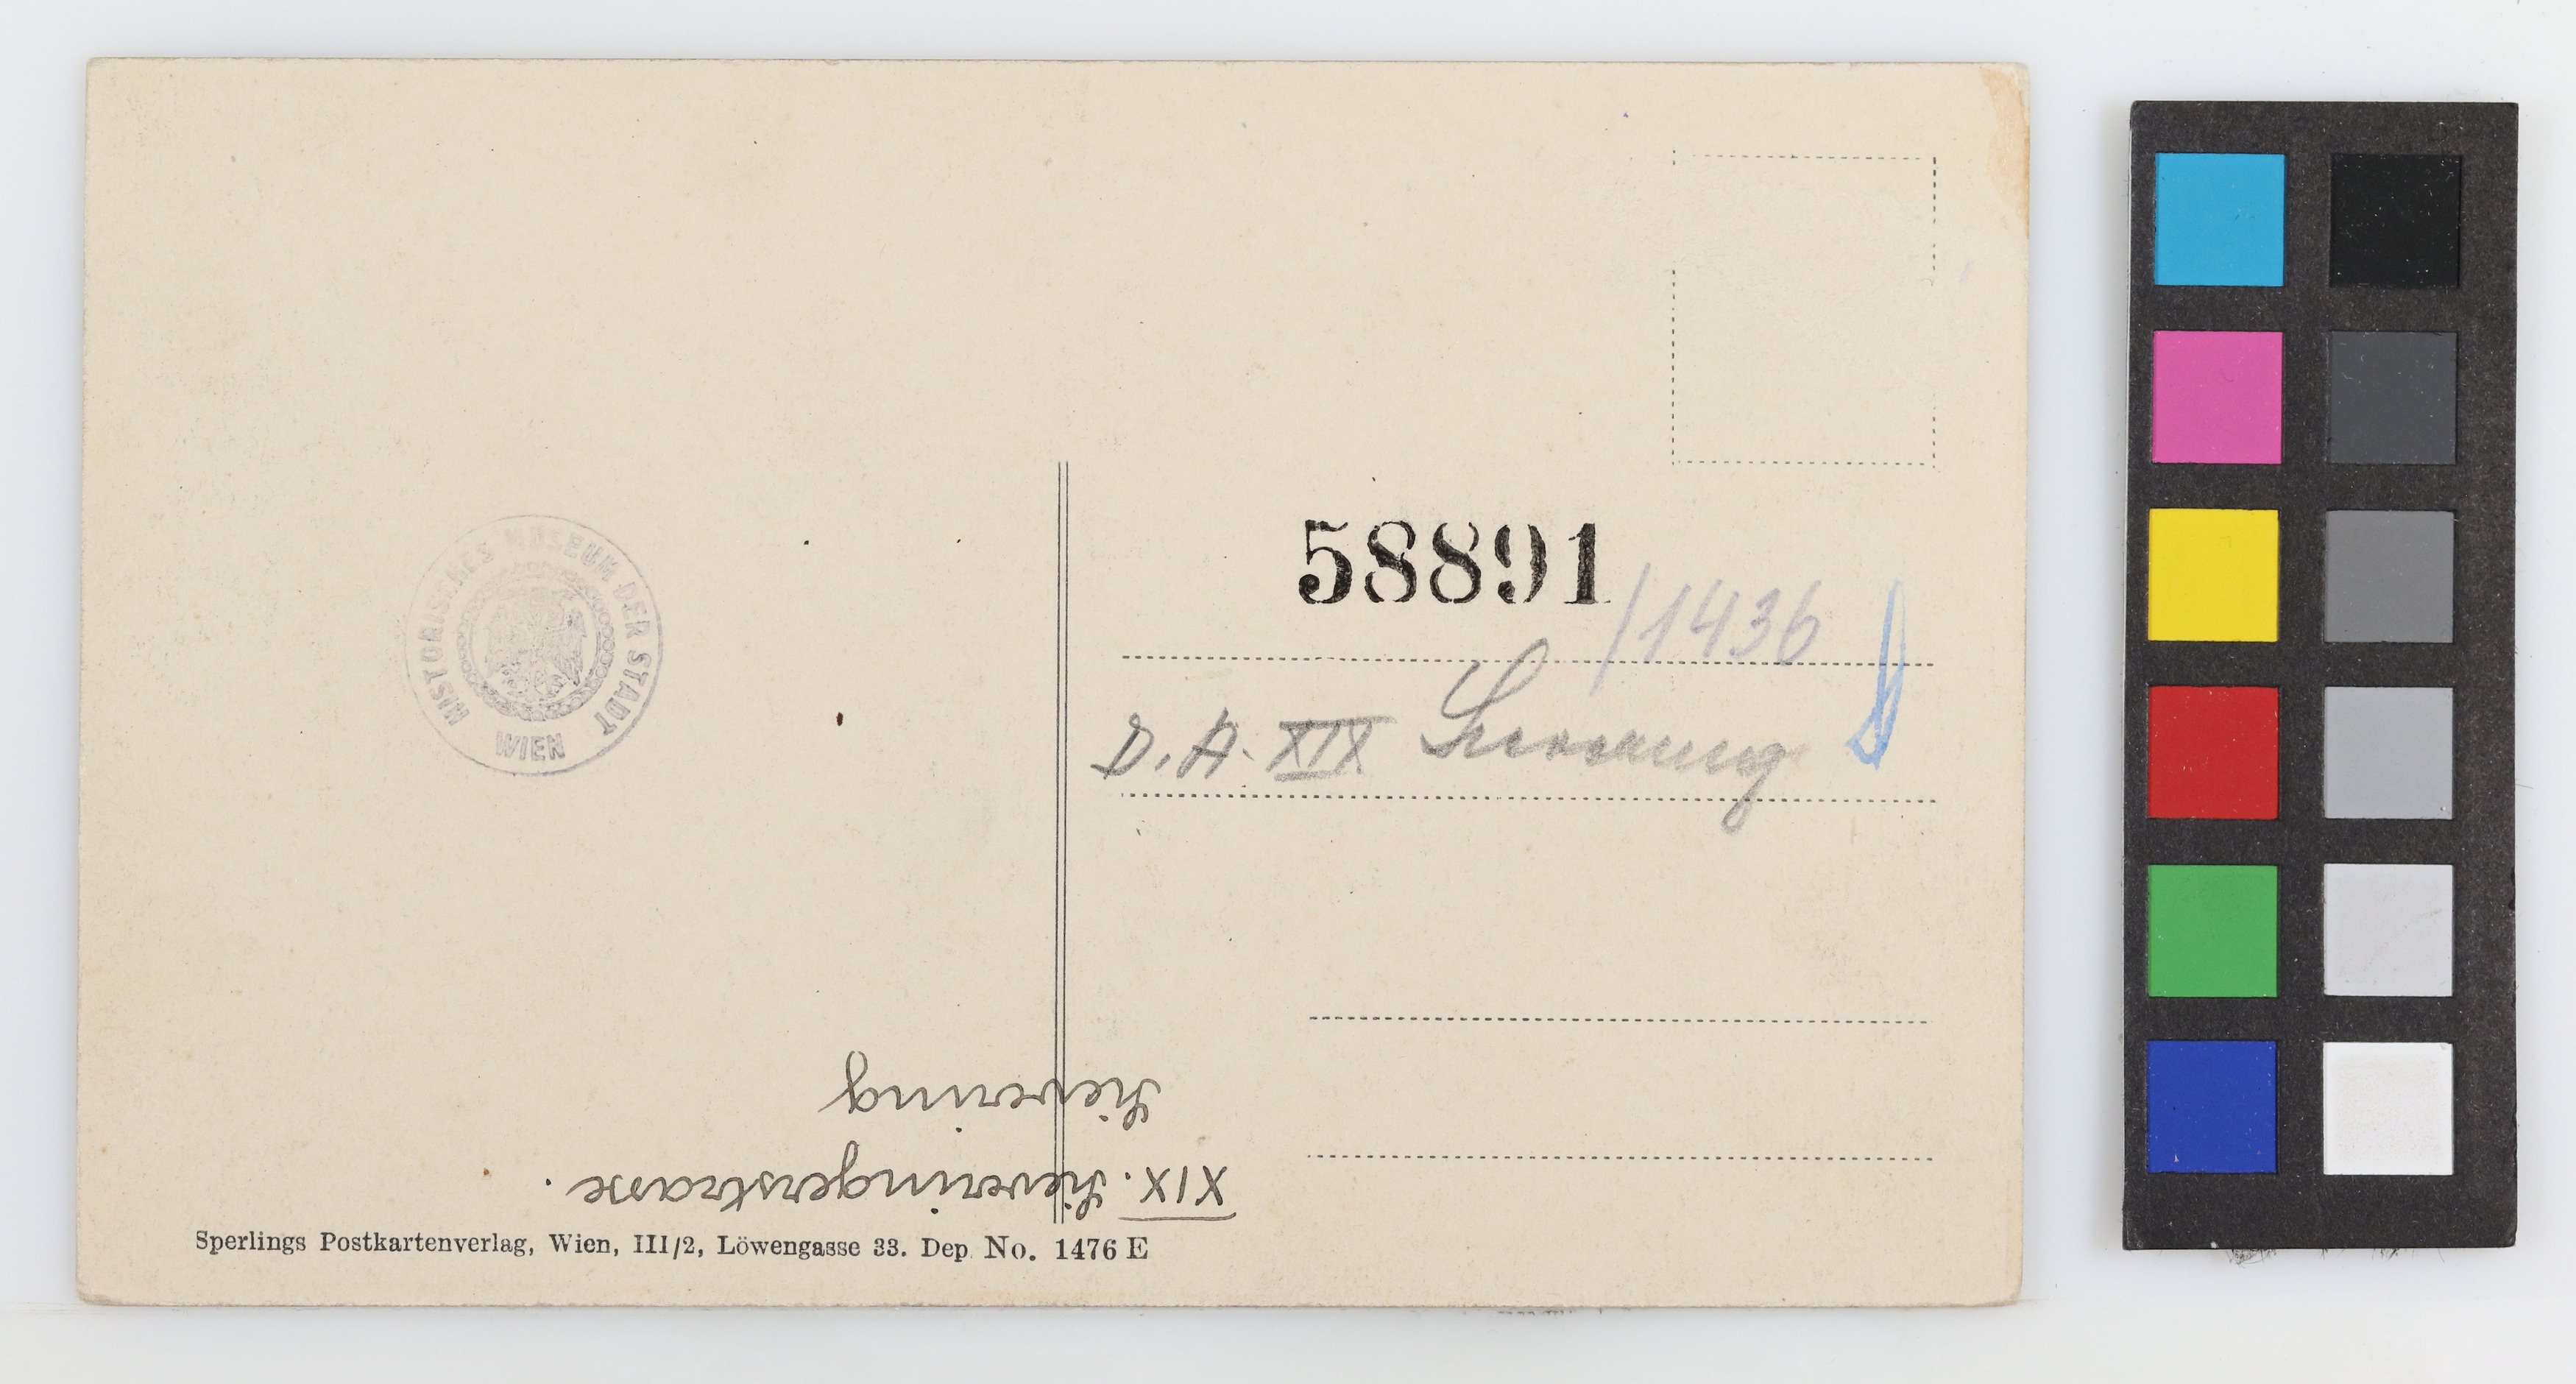 HISTORISCHES MUSEUM DER STADT WIEN
58891
/1436
D. A. XIX Sievering
XIX. Sieveringerstrasse.
Sievering
Sperlings Postkartenverlag, Wien, III/2, Löwengasse 33. Dep. No. 1476 E